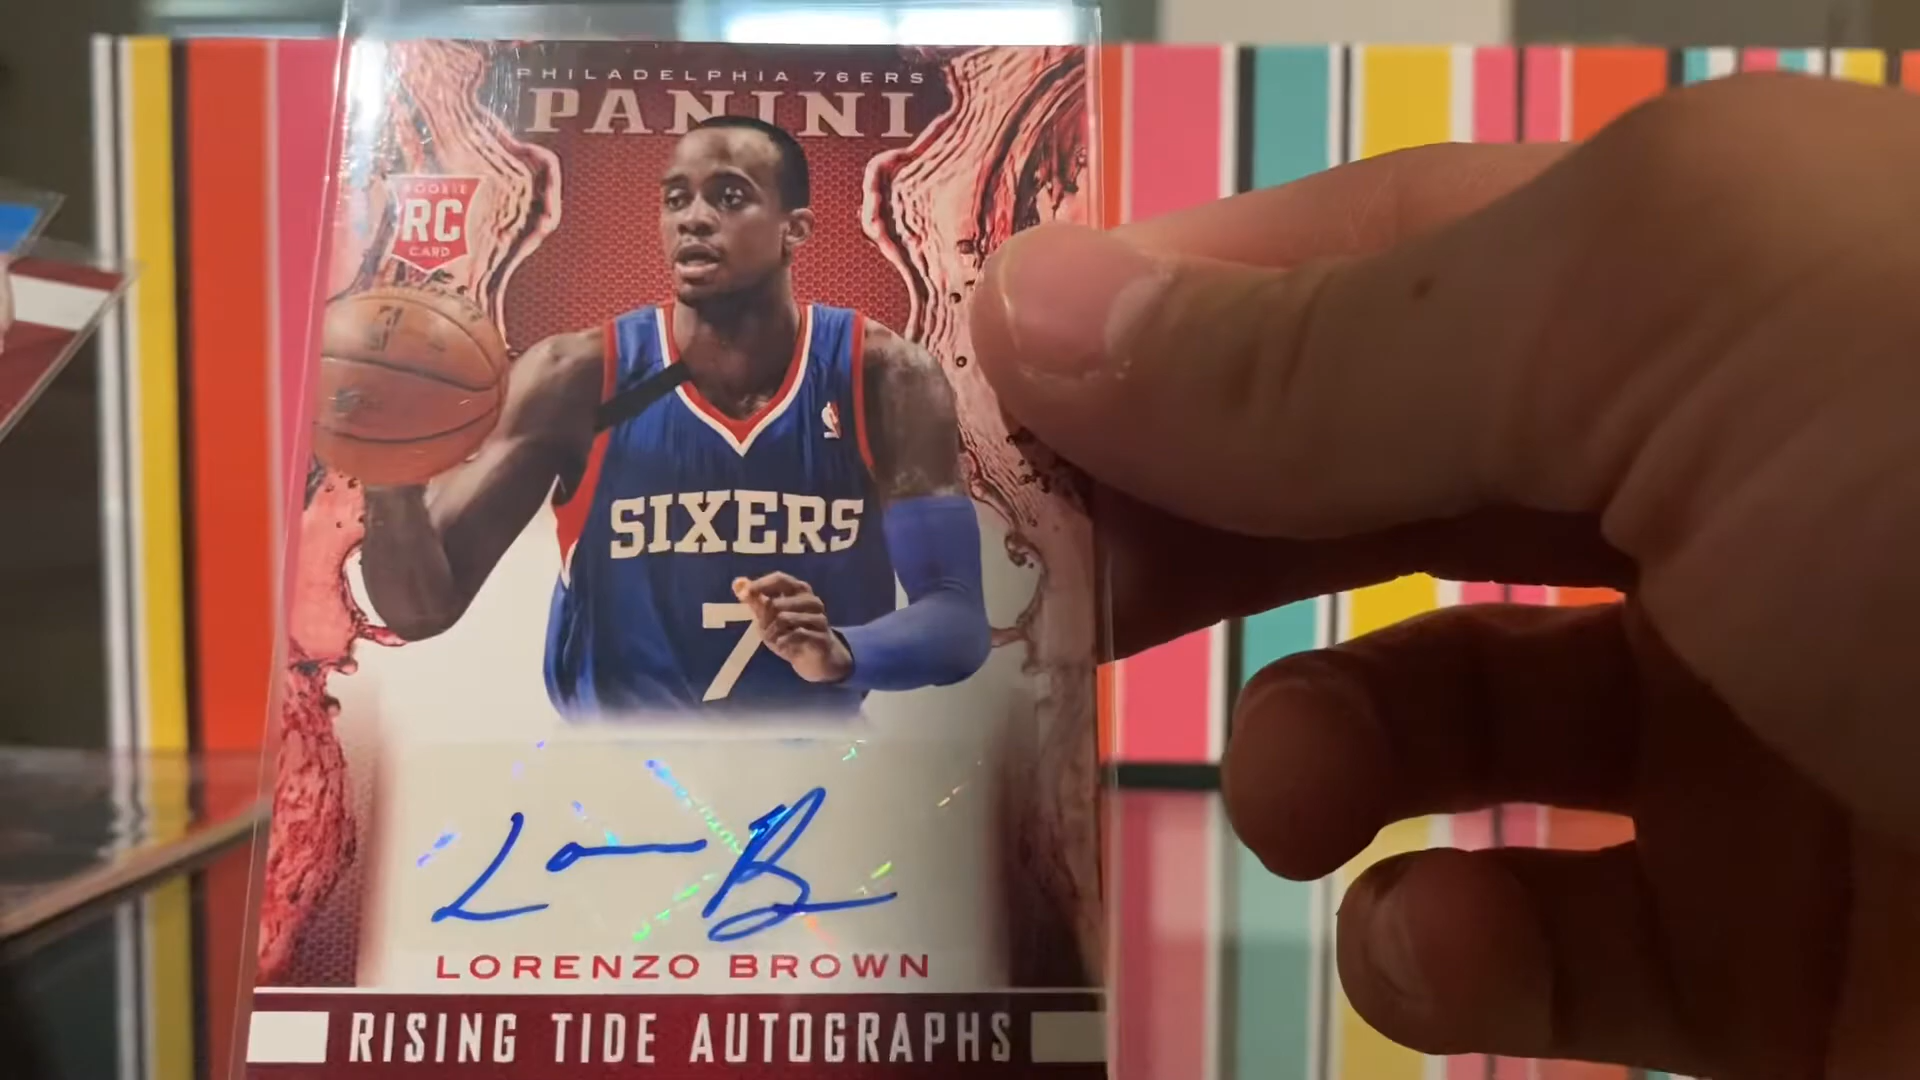 PHILADELPHIA 76ERS
PANINI
ROOKIE
RC
CARD
SIXERS
7
LORENZO BROWN
RISING TIDE AUTOGRAPHS